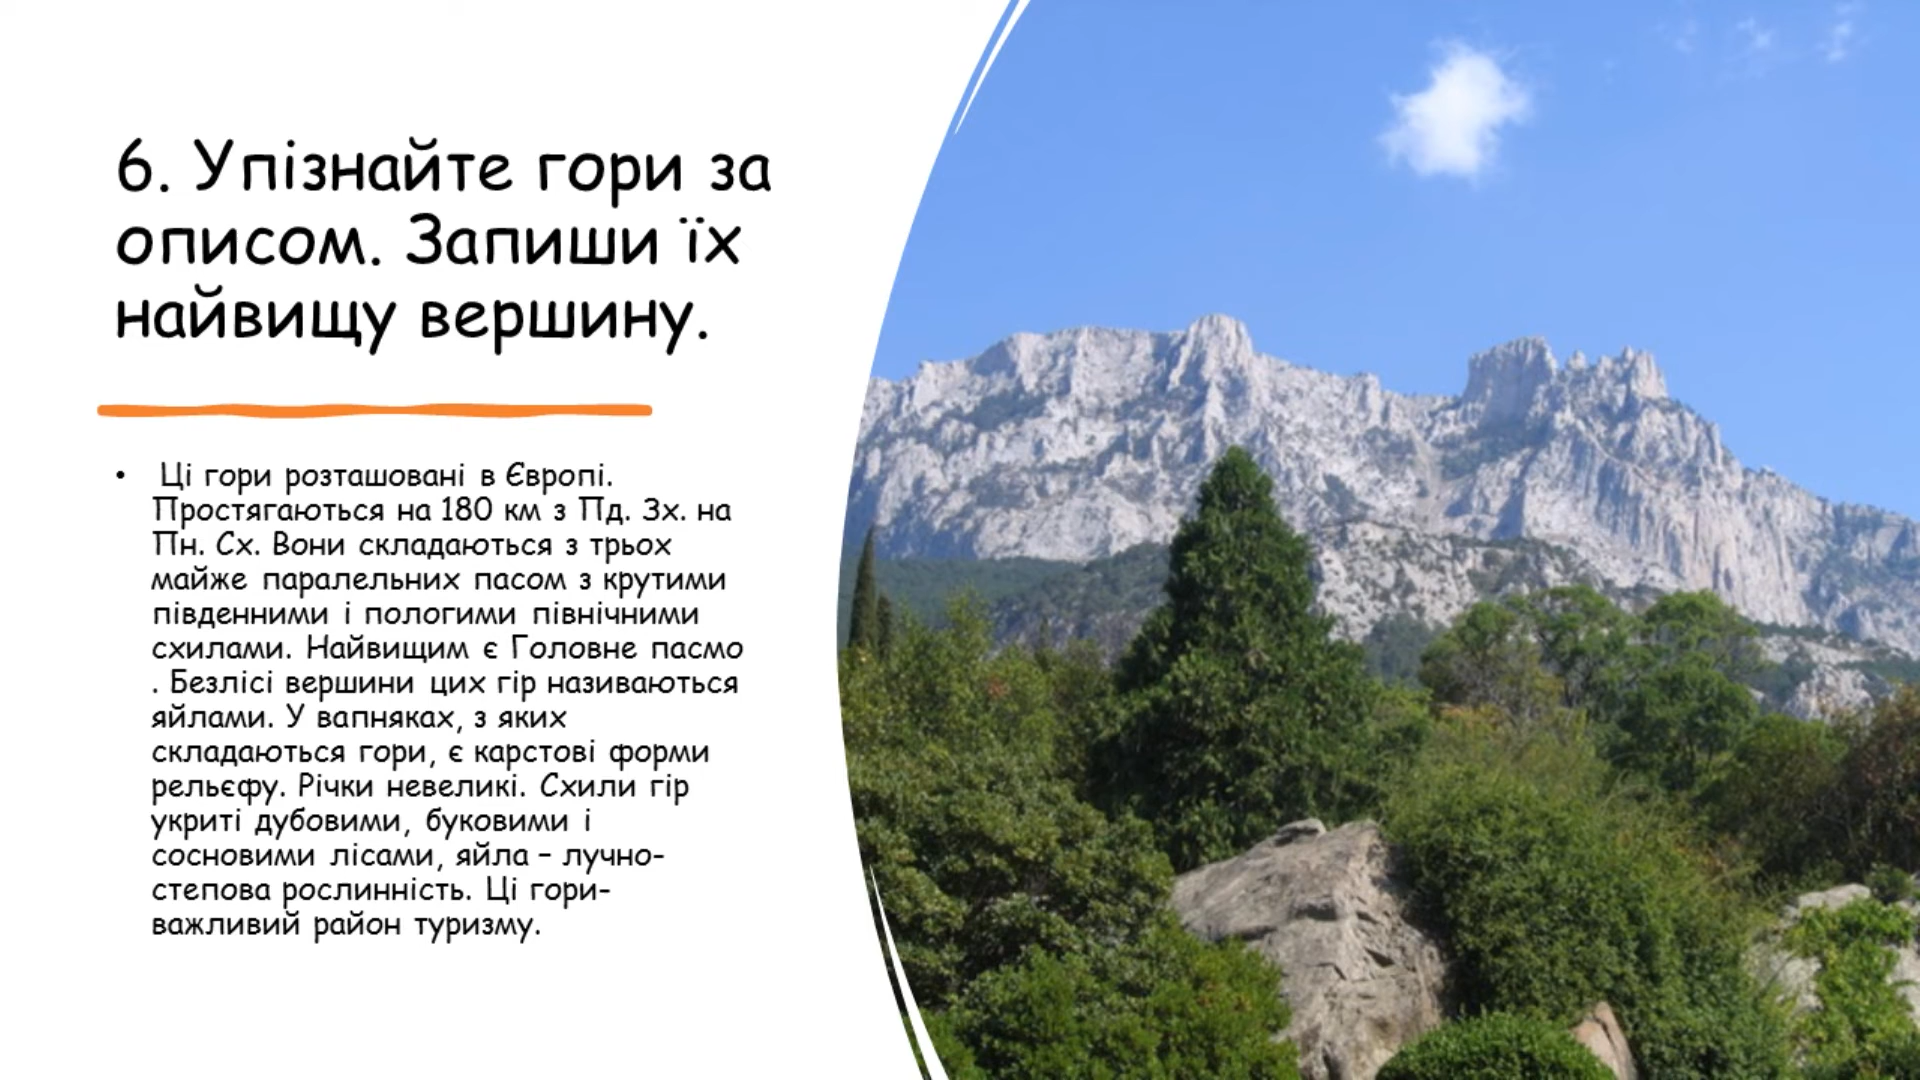 6. Упізнайте гори за
описом. Запиши їх
найвищу вершину.
• Ці гори розташовані в Європі.
Простягаються на 180 км з Пд. Зх. на
Пн. Сх. Вони складаються з трьох
майже паралельних пасом з крутими
південними і пологими північними
схилами. Найвищим є Головне пасмо
. Безлісі вершини цих гір називаються
яйлами. У вапняках, з яких
складаються гори, є карстові форми
рельєфу. Річки невеликі. Схили гір
укриті дубовими, буковими і
сосновими лісами, яйла – лучно-
степова рослинність. Ці гори-
важливий район туризму.